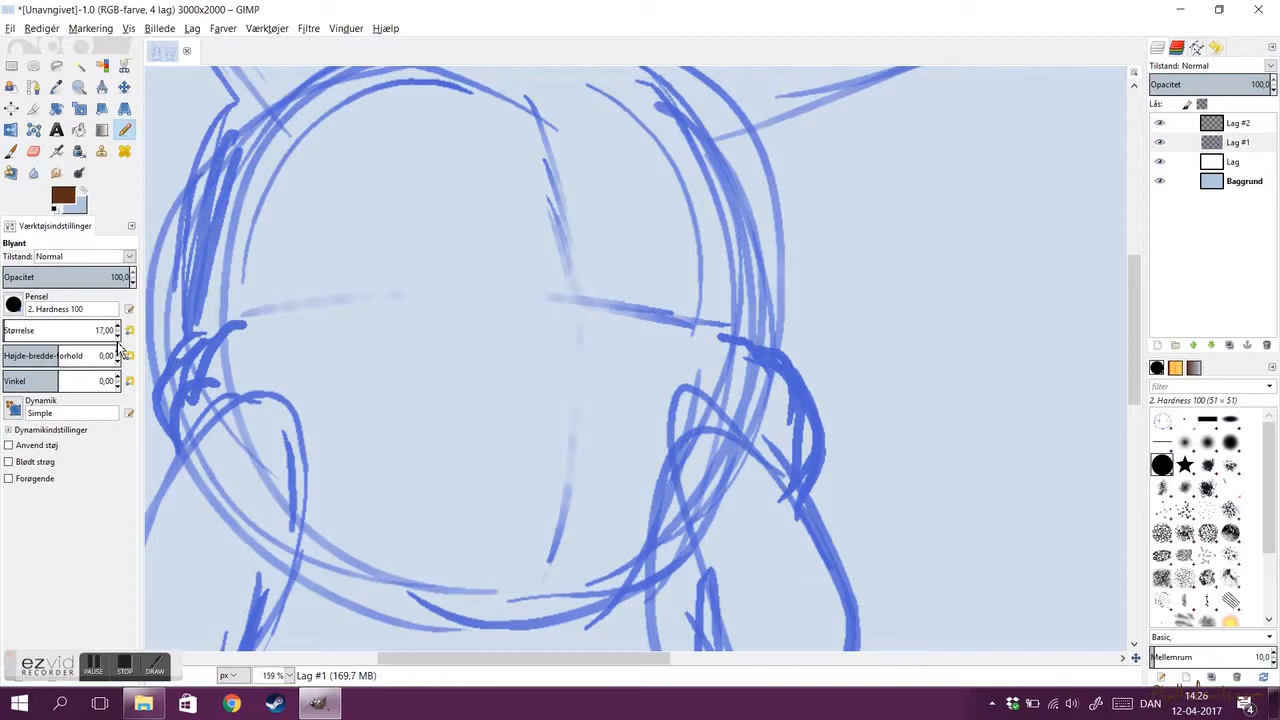 *[Unavngivet]-1.0 (RGB-farve, 4 lag) 3000x2000 – GIMP
Fil Redigér Markering Vis Billede Lag Farver Værktøjer Filtre Vinduer Hjælp
Værktøjsindstillinger
Blyant
Tilstand: Normal
Opacitet 100,0
Pensel
2. Hardness 100
Størrelse 17,00
Højde-bredde-forhold 0,00
Vinkel 0,00
Dynamik
Simple
Dynamikindstillinger
Anvend støj
Blødt strøg
Forøgende
Tilstand: Normal
Opacitet 100,0
Lås:
Lag #2
Lag #1
Lag
Baggrund
filter
2. Hardness 100 (51 × 51)
Basic,
Mellemrum 10,0
ezvid
RECORDER
PAUSE STOP DRAW
px 159 % Lag #1 (169,7 MB)
DAN
14.26
12-04-2017
4